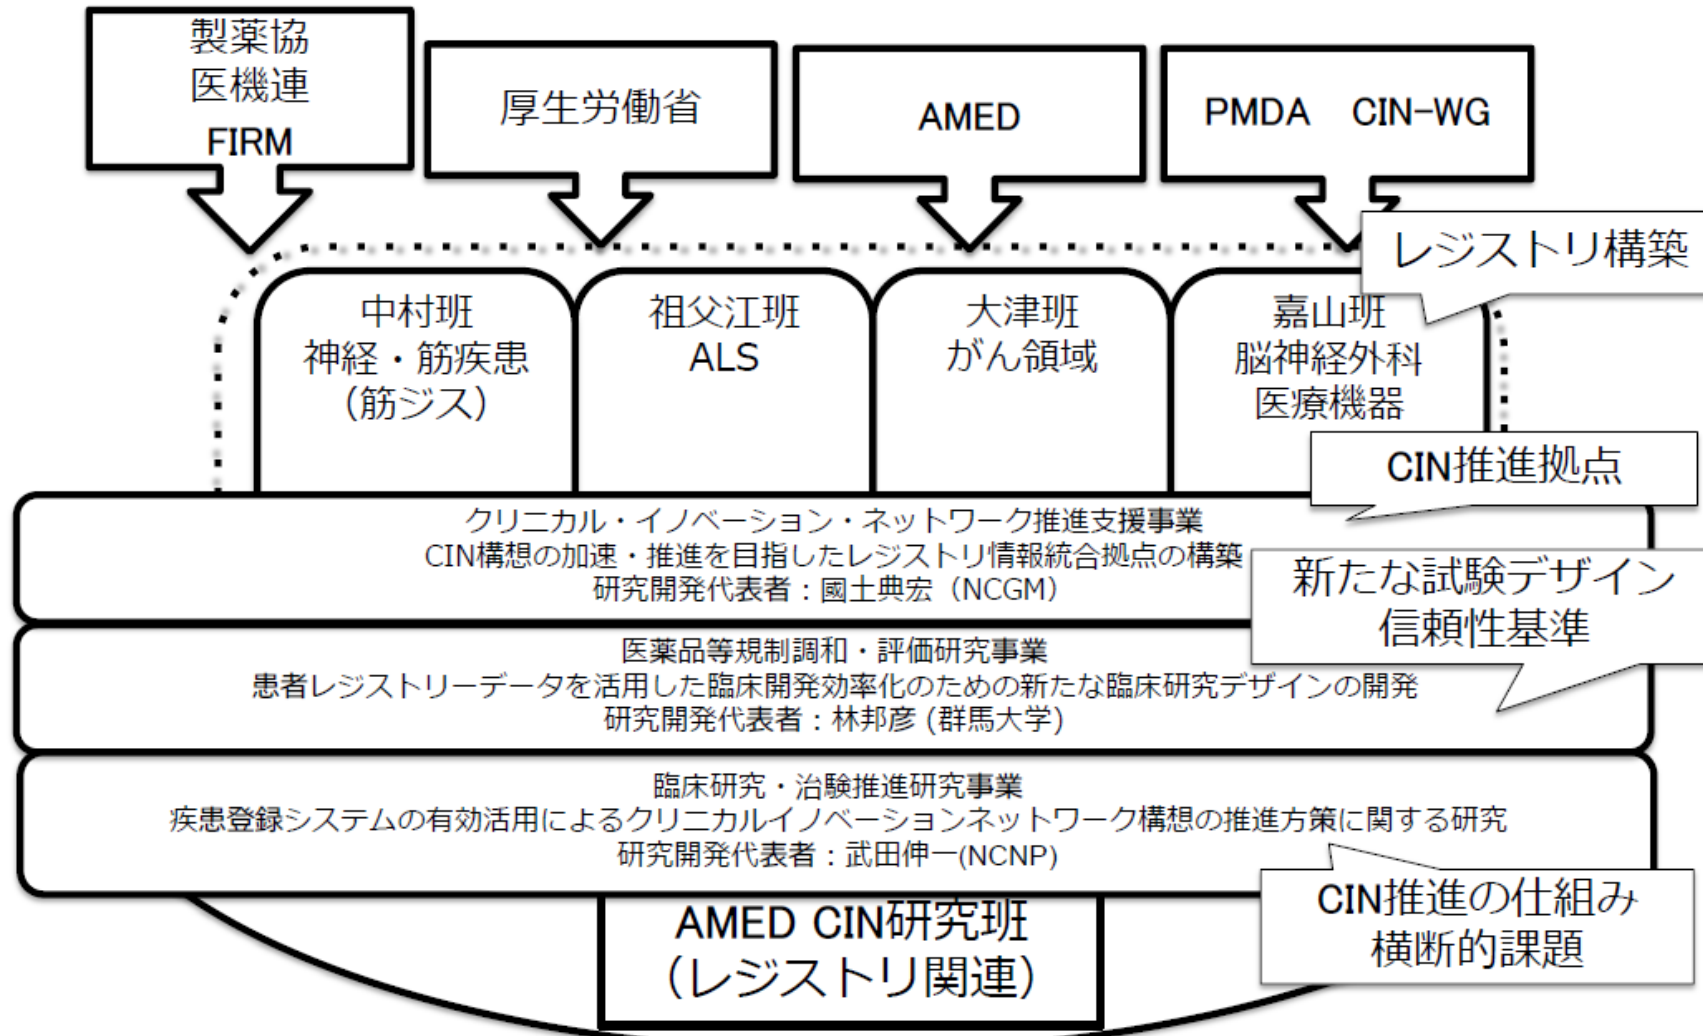 製薬協
医機連
FIRM
厚生労働省
AMED
PMDA CIN-WG
レジストリ構築
中村班
神経・筋疾患
(筋ジス)
祖父江班
ALS
大津班
がん領域
嘉山班
脳神経外科
医療機器
CIN推進拠点
クリニカル・イノベーション・ネットワーク推進支援事業
CIN構想の加速・推進を目指したレジストリ情報統合拠点の構築
研究開発代表者：國土典宏（NCGM）
新たな試験デザイン
信頼性基準
医薬品等規制調和・評価研究事業
患者レジストリーデータを活用した臨床開発効率化のための新たな臨床研究デザインの開発
研究開発代表者：林邦彦 (群馬大学)
臨床研究・治験推進研究事業
疾患登録システムの有効活用によるクリニカルイノベーションネットワーク構想の推進方策に関する研究
研究開発代表者：武田伸一(NCNP)
CIN推進の仕組み
横断的課題
AMED CIN研究班
（レジストリ関連）